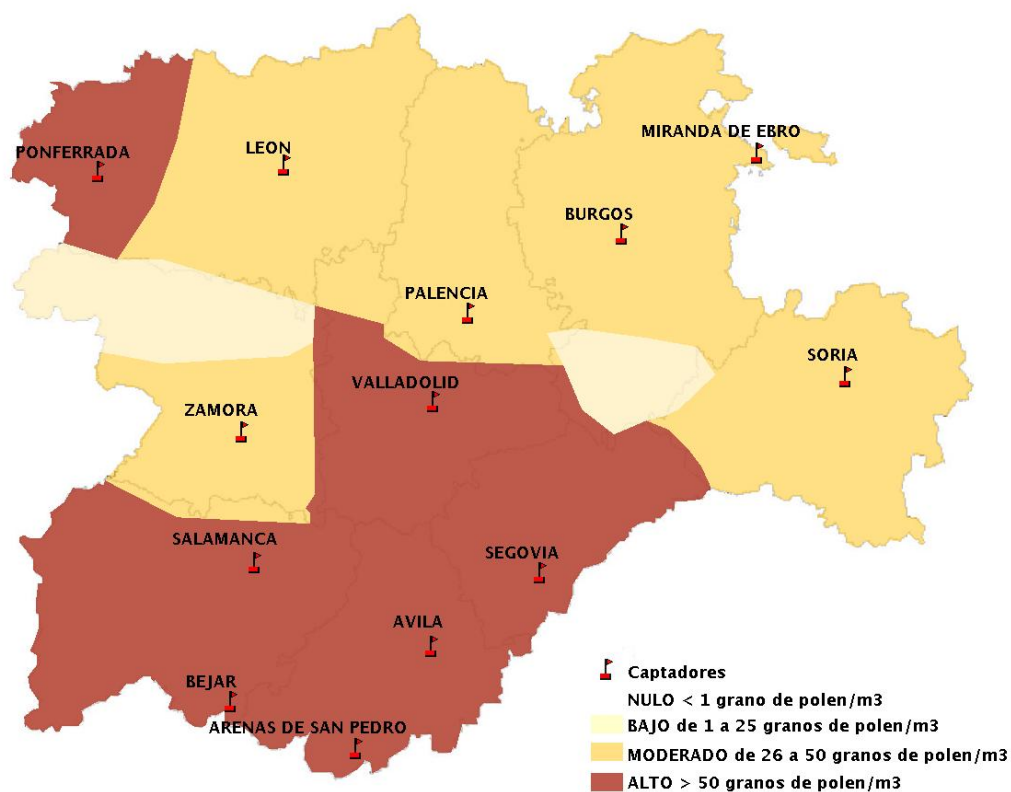 MIRANDA DE EBRO
PONFERRADA
LEON
BURGOS
PALENCIA
SORIA
VALLADOLID
ZAMORA
SALAMANCA
SEGOVIA
AVILA
BEJAR
ARENAS DE SAN PEDRO
Captadores
NULO < 1 grano de polen/m3
BAJO de 1 a 25 granos de polen/m3
MODERADO de 26 a 50 granos de polen/m3
ALTO > 50 granos de polen/m3